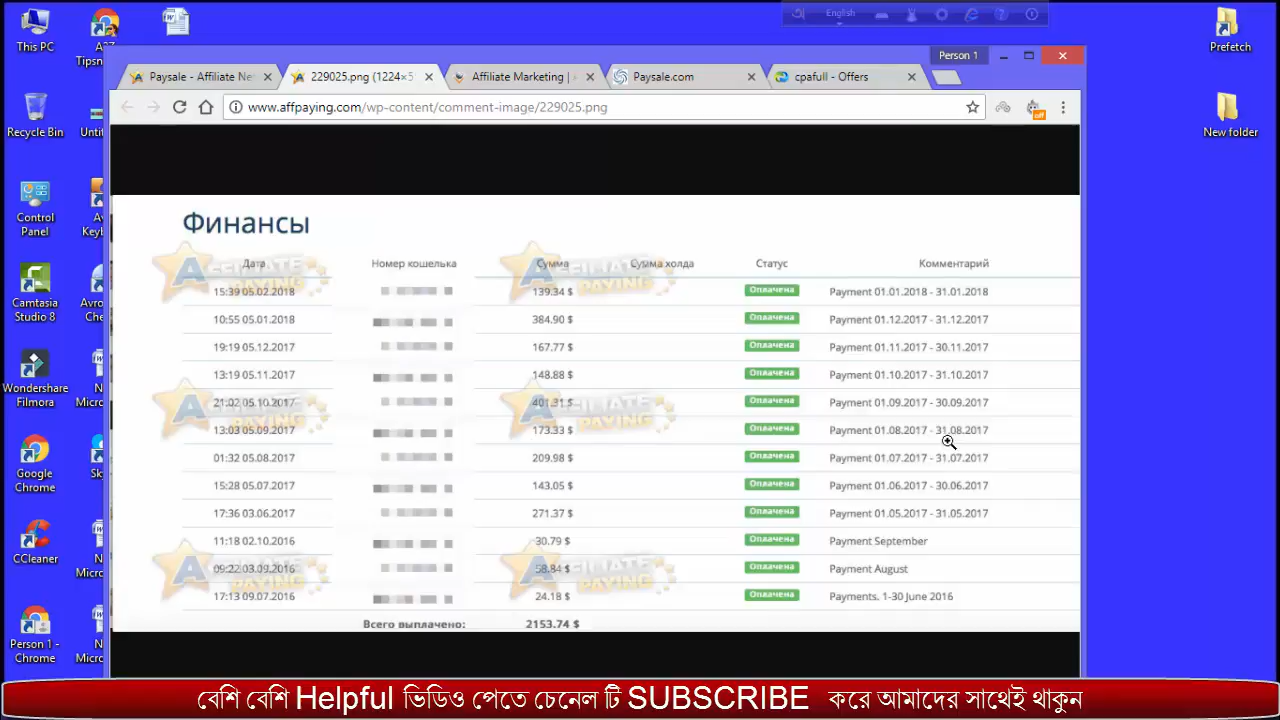 English
This PC
Prefetch
Person 1
Paysale - Affiliate Ne
229025.png (1224×5
Affiliate Marketing |
Paysale.com
cpafull - Offers
www.affpaying.com/wp-content/comment-image/229025.png
off
Recycle Bin
New folder
Control Panel
Camtasia Studio 8
Wondershare Filmora
Google Chrome
CCleaner
Person 1 - Chrome
Финансы
Дата Номер кошелька Сумма Сумма холда Статус Комментарий
15:39 05.02.2018 139.34 $ Оплачена Payment 01.01.2018 - 31.01.2018
10:55 05.01.2018 384.90 $ Оплачена Payment 01.12.2017 - 31.12.2017
19:19 05.12.2017 167.77 $ Оплачена Payment 01.11.2017 - 30.11.2017
13:19 05.11.2017 148.88 $ Оплачена Payment 01.10.2017 - 31.10.2017
21:02 05.10.2017 401.31 $ Оплачена Payment 01.09.2017 - 30.09.2017
13:03 05.09.2017 173.33 $ Оплачена Payment 01.08.2017 - 31.08.2017
01:32 05.08.2017 209.98 $ Оплачена Payment 01.07.2017 - 31.07.2017
15:28 05.07.2017 143.05 $ Оплачена Payment 01.06.2017 - 30.06.2017
17:36 03.06.2017 271.37 $ Оплачена Payment 01.05.2017 - 31.05.2017
11:18 02.10.2016 30.79 $ Оплачена Payment September
09:22 03.09.2016 58.84 $ Оплачена Payment August
17:13 09.07.2016 24.18 $ Оплачена Payments. 1-30 June 2016
Всего выплачено: 2153.74 $
AFFILIATE PAYING
বেশি বেশি Helpful ভিডিও পেতে চেনেল টি SUBSCRIBE করে আমাদের সাথেই থাকুন